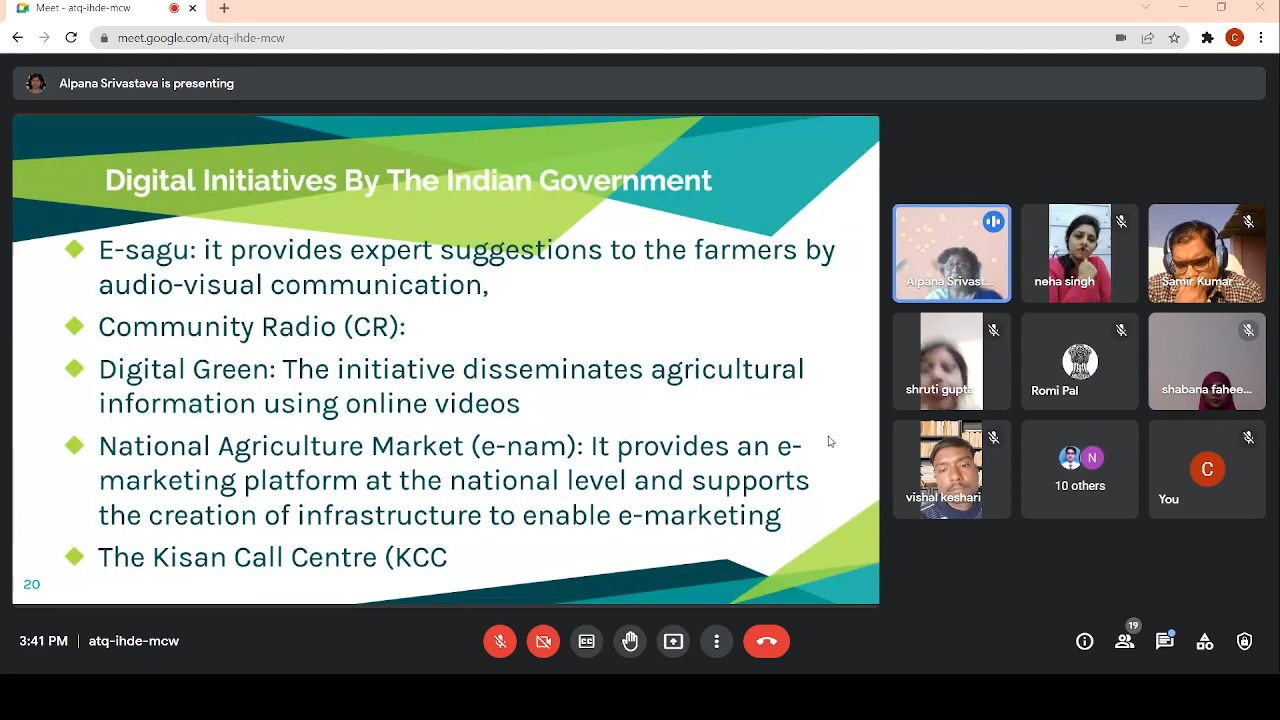 Meet - atq-ihde-mcw
meet.google.com/atq-ihde-mcw
C
Alpana Srivastava is presenting
Digital Initiatives By The Indian Government
E-sagu: it provides expert suggestions to the farmers by
audio-visual communication,
Community Radio (CR):
Digital Green: The initiative disseminates agricultural
information using online videos
National Agriculture Market (e-nam): It provides an e-
marketing platform at the national level and supports
the creation of infrastructure to enable e-marketing
The Kisan Call Centre (KCC
20
Alpana Srivast...
neha singh
Samir Kumar ...
shruti gupta
Romi Pal
shabana fahee...
vishal keshari
N
10 others
C
You
3:41 PM | atq-ihde-mcw
CC
19